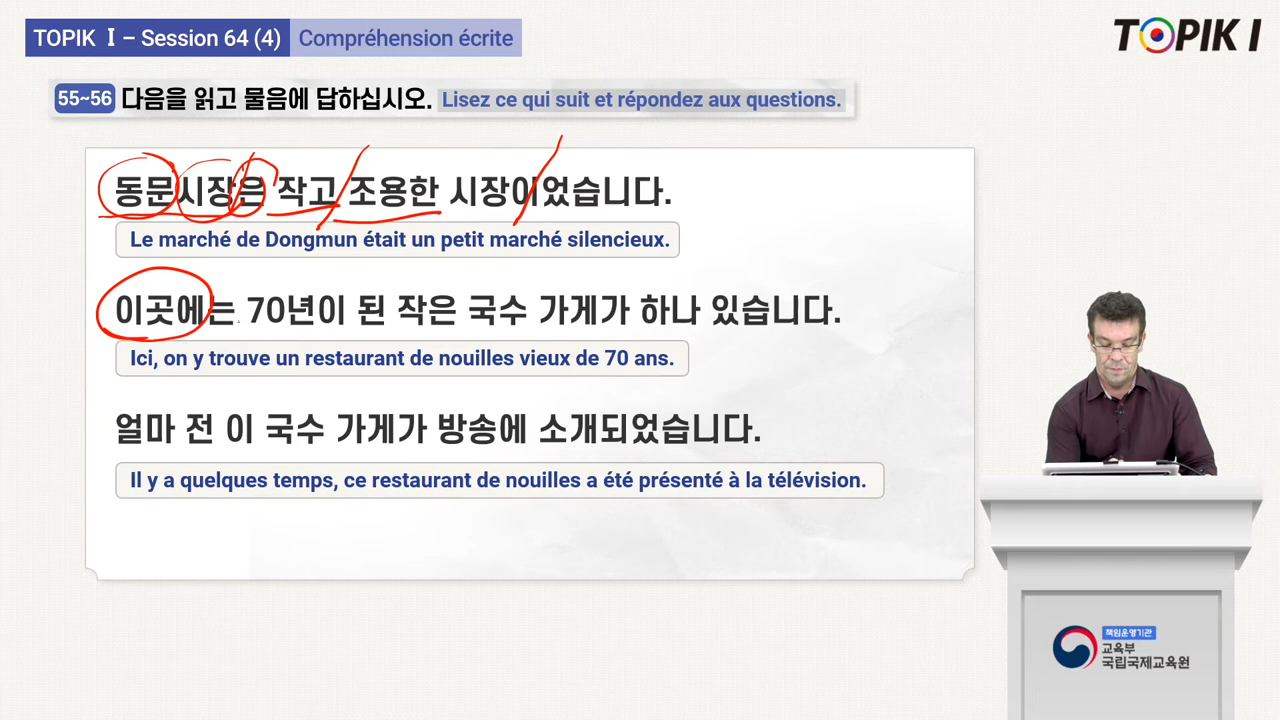 TOPIK Ⅰ – Session 64 (4) Compréhension écrite
TOPIK I
55~56 다음을 읽고 물음에 답하십시오. Lisez ce qui suit et répondez aux questions.
동문시장은 작고 조용한 시장이었습니다.
Le marché de Dongmun était un petit marché silencieux.
이곳에는 70년이 된 작은 국수 가게가 하나 있습니다.
Ici, on y trouve un restaurant de nouilles vieux de 70 ans.
얼마 전 이 국수 가게가 방송에 소개되었습니다.
Il y a quelques temps, ce restaurant de nouilles a été présenté à la télévision.
책임운영기관
교육부
국립국제교육원